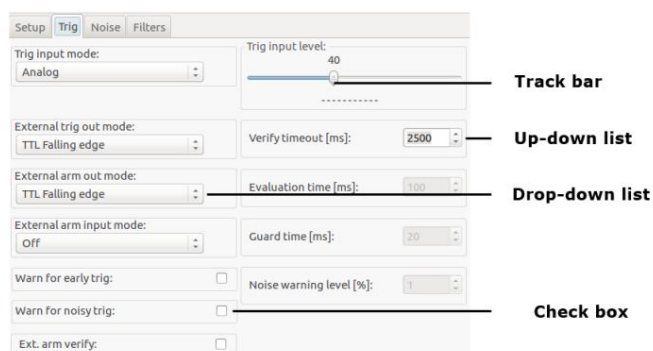 Setup Trig Noise Filters
Trig input mode:
Analog
Trig input level:
40
-----------
Track bar
External trig out mode:
TTL Falling edge
Verify timeout [ms]:
2500
Up-down list
External arm out mode:
TTL Falling edge
Evaluation time [ms]:
100
Drop-down list
External arm input mode:
Off
Guard time [ms]:
20
Warn for early trig:
Noise warning level [%]:
1
Warn for noisy trig:
Check box
Ext. arm verify: